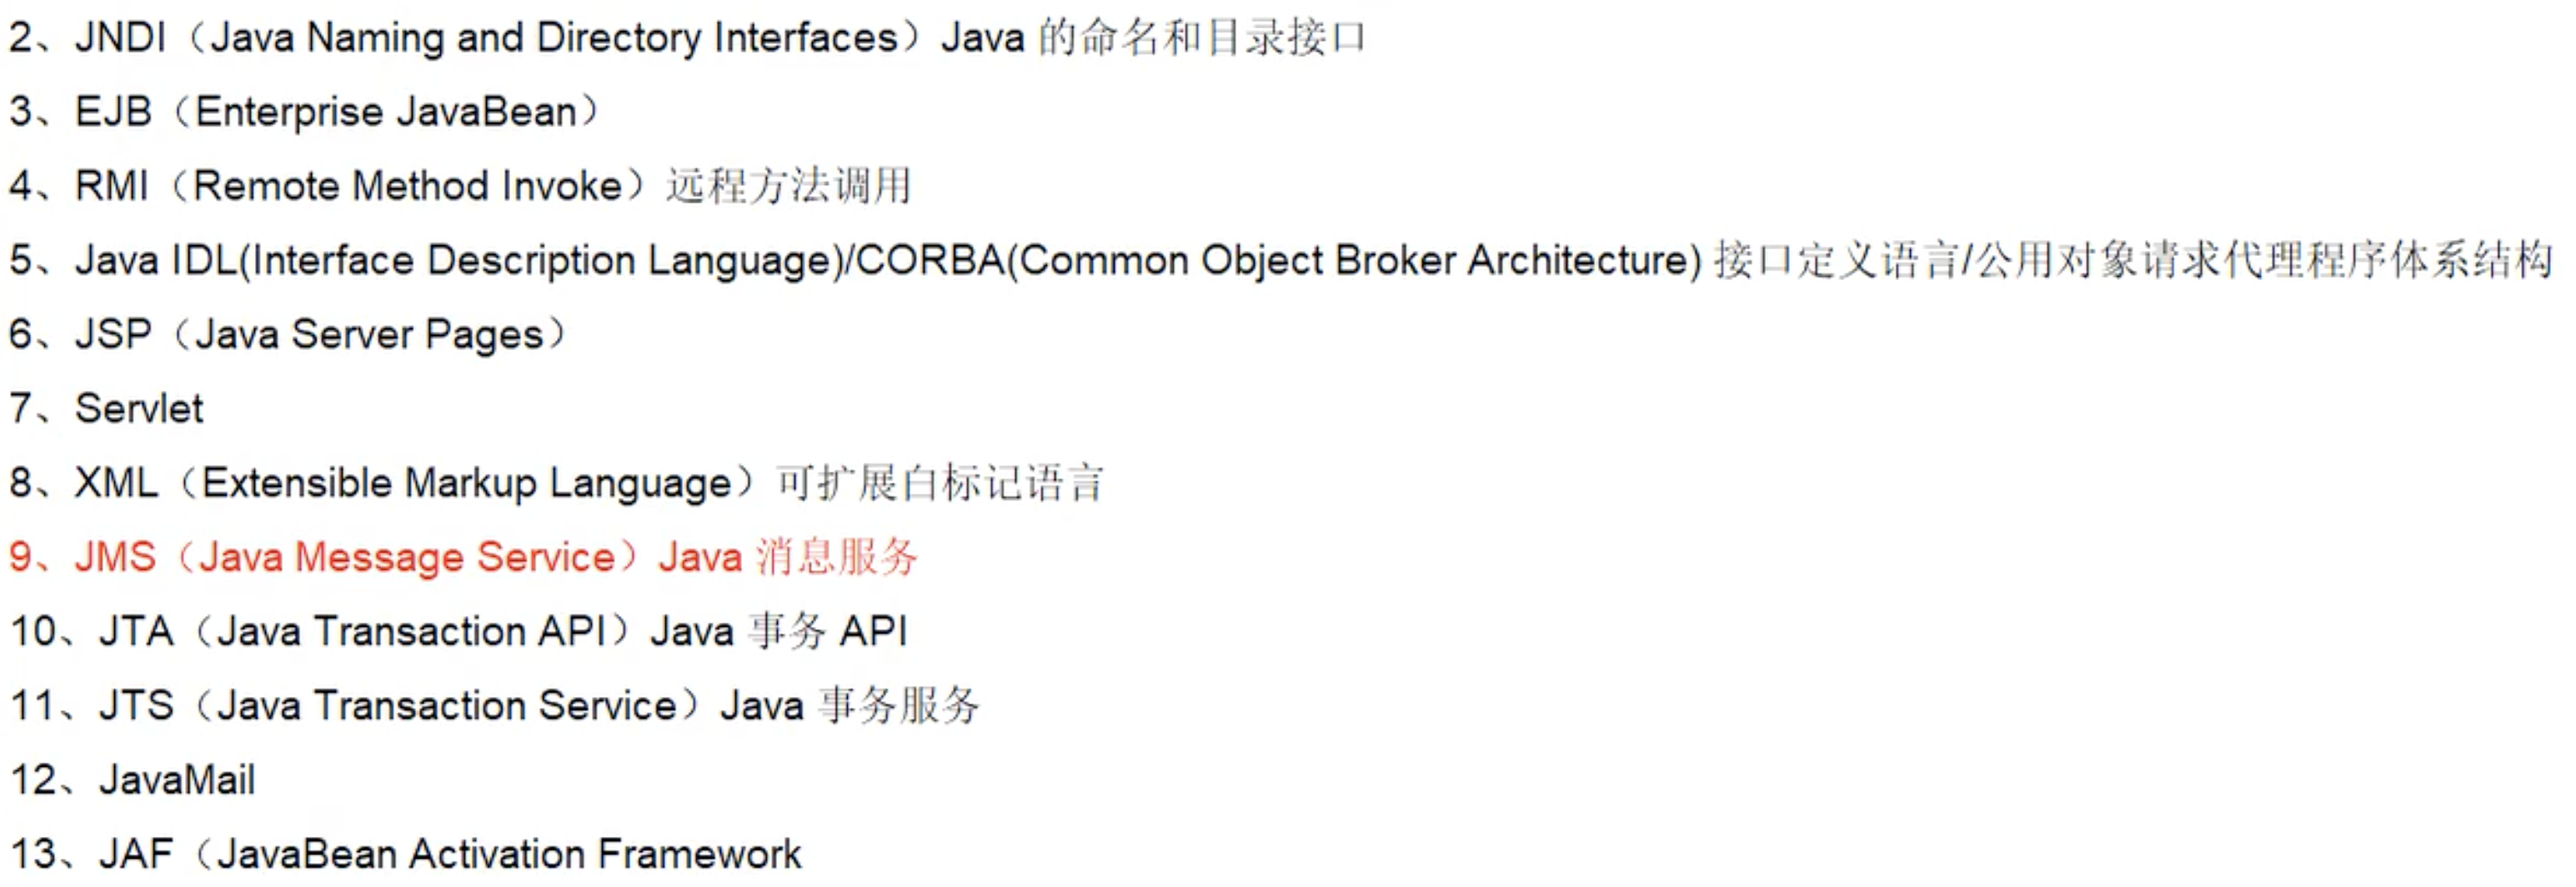 2、JNDI（Java Naming and Directory Interfaces）Java 的命名和目录接口
3、EJB（Enterprise JavaBean）
4、RMI（Remote Method Invoke）远程方法调用
5、Java IDL(Interface Description Language)/CORBA(Common Object Broker Architecture) 接口定义语言/公用对象请求代理程序体系结构
6、JSP（Java Server Pages）
7、Servlet
8、XML（Extensible Markup Language）可扩展白标记语言
9、JMS（Java Message Service）Java 消息服务
10、JTA（Java Transaction API）Java 事务 API
11、JTS（Java Transaction Service）Java 事务服务
12、JavaMail
13、JAF（JavaBean Activation Framework